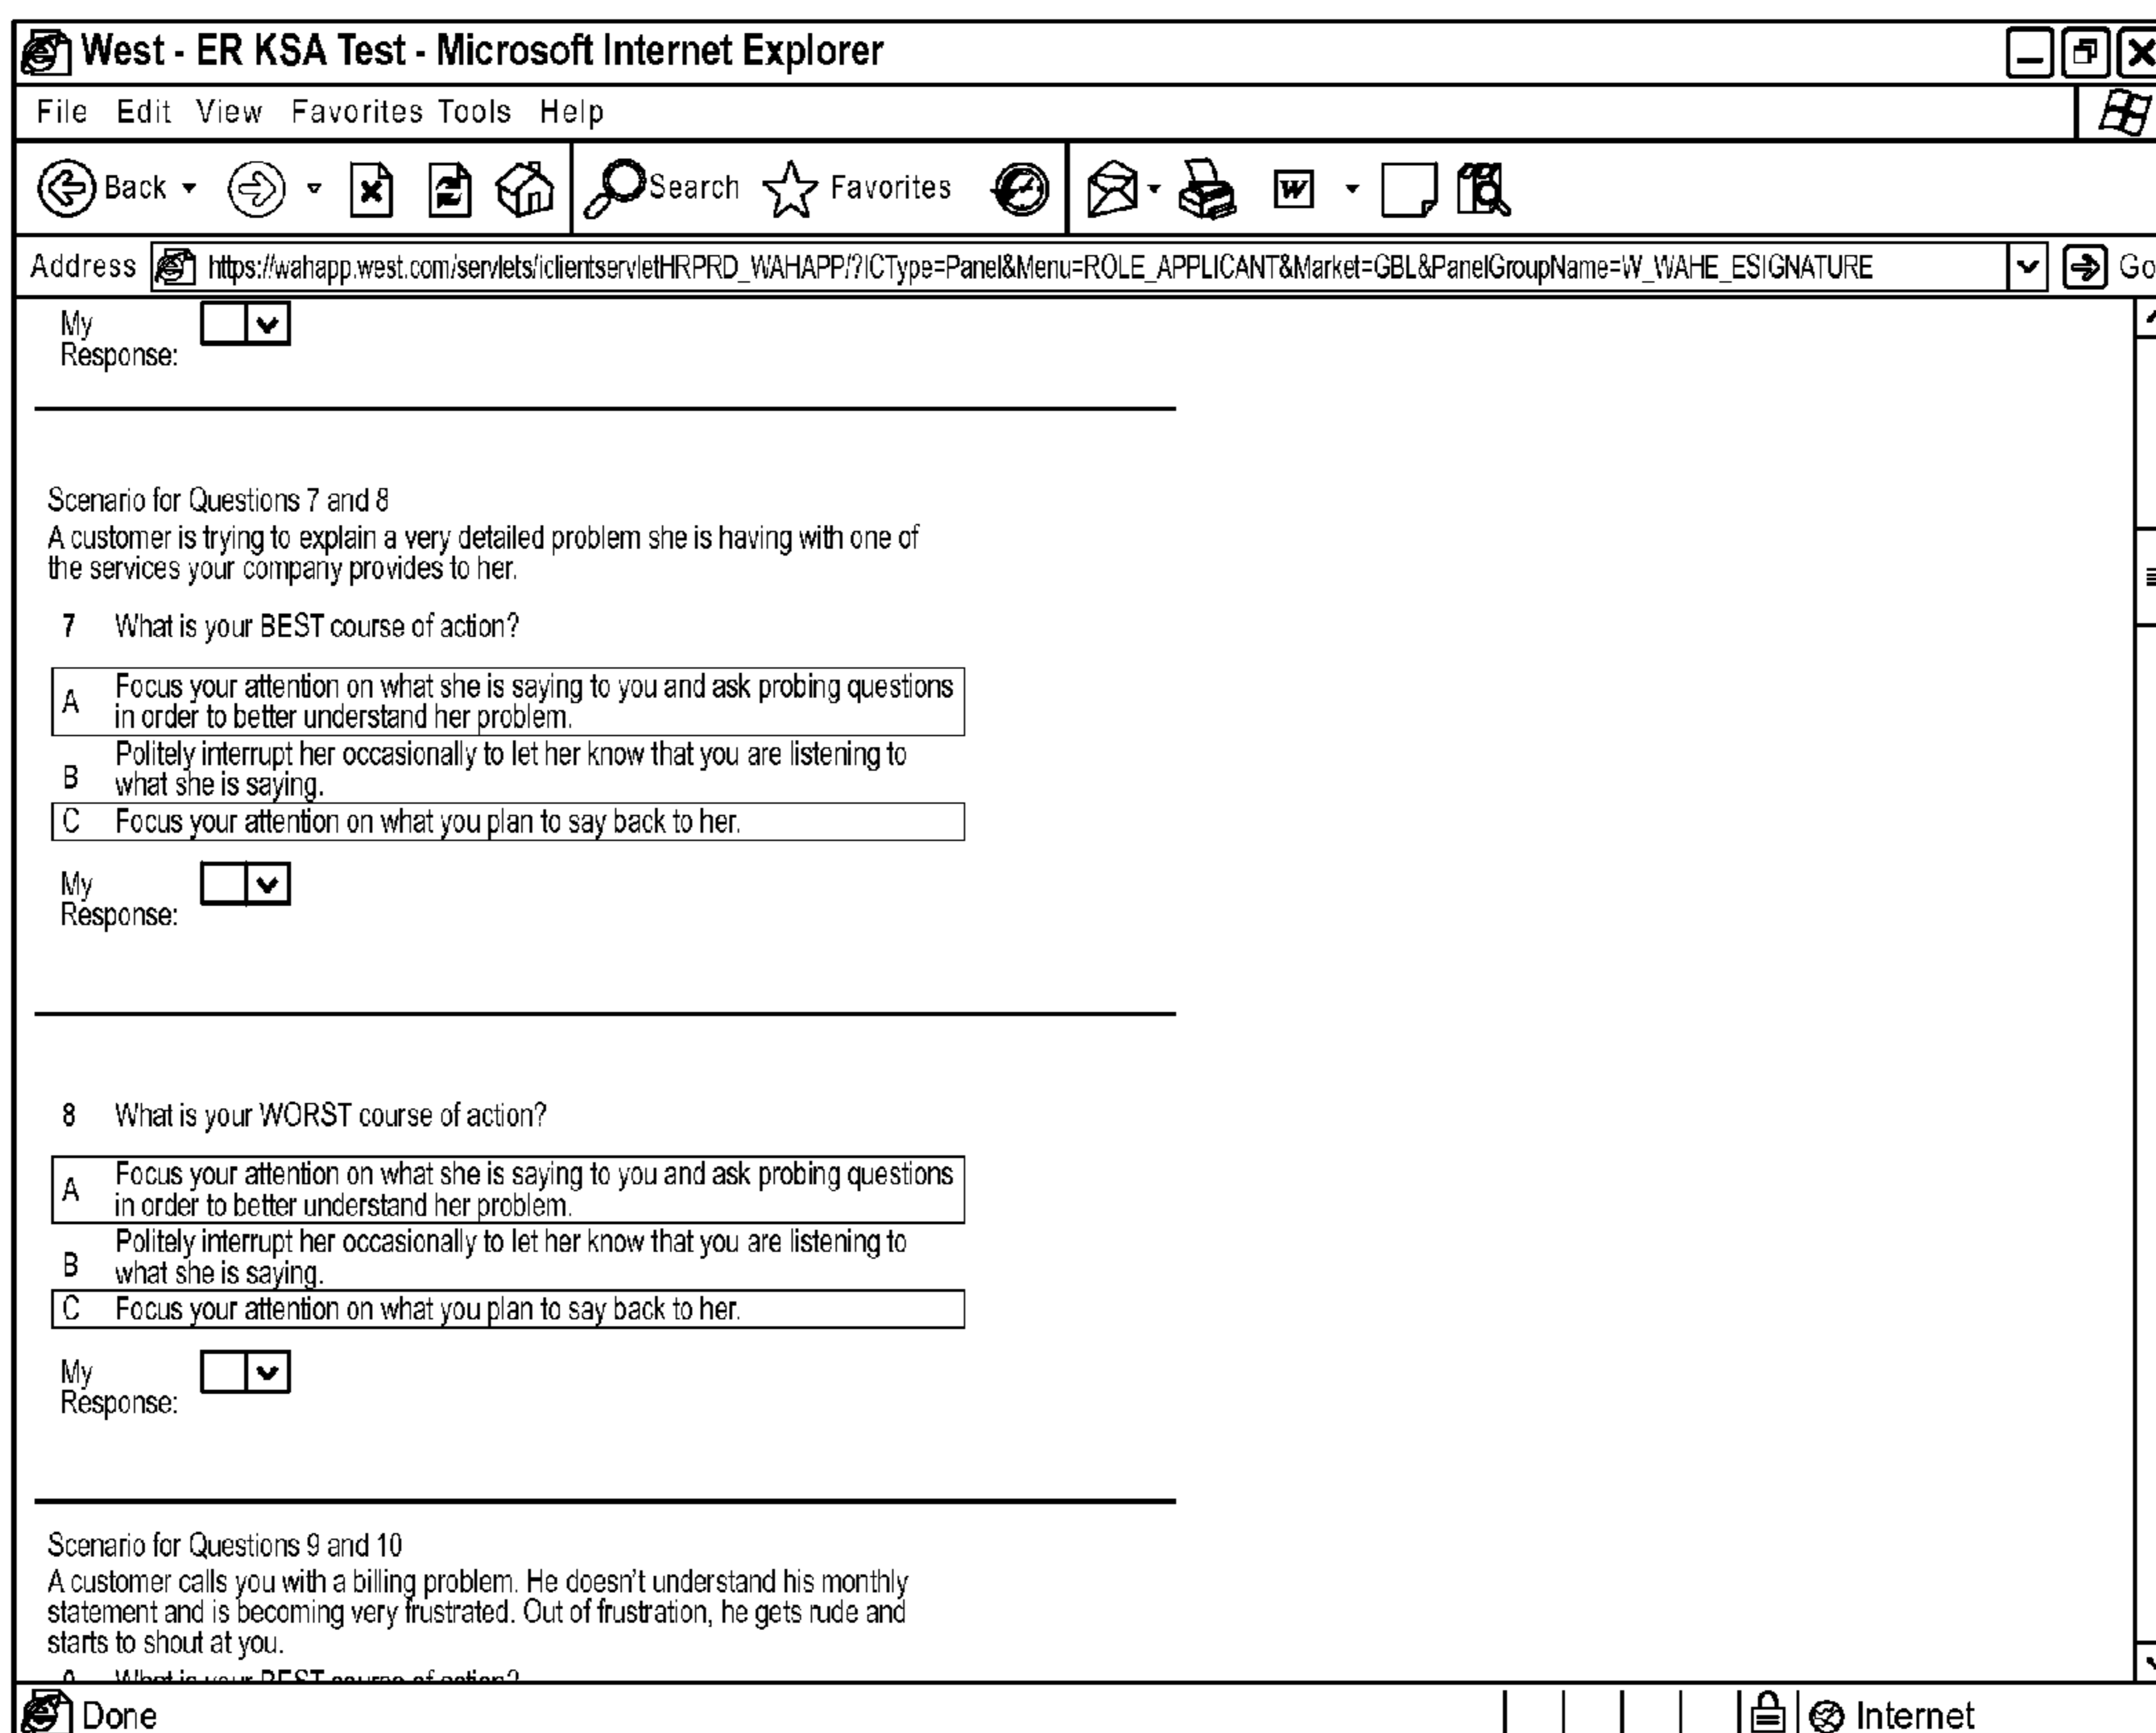 West - ER KSA Test - Microsoft Internet Explorer
File Edit View Favorites Tools Help
Back Search Favorites W
Address https://wahapp.west.com/servlets/iclientservletHRPRD_WAHAPP/?ICType=Panel&Menu=ROLE_APPLICANT&Market=GBL&PanelGroupName=W_WAHE_ESIGNATURE Go
My
Response:
Scenario for Questions 7 and 8
A customer is trying to explain a very detailed problem she is having with one of
the services your company provides to her.
7 What is your BEST course of action?
A Focus your attention on what she is saying to you and ask probing questions
in order to better understand her problem.
B Politely interrupt her occasionally to let her know that you are listening to
what she is saying.
C Focus your attention on what you plan to say back to her.
My
Response:
8 What is your WORST course of action?
A Focus your attention on what she is saying to you and ask probing questions
in order to better understand her problem.
B Politely interrupt her occasionally to let her know that you are listening to
what she is saying.
C Focus your attention on what you plan to say back to her.
My
Response:
Scenario for Questions 9 and 10
A customer calls you with a billing problem. He doesn't understand his monthly
statement and is becoming very frustrated. Out of frustration, he gets rude and
starts to shout at you.
9 What is your BEST course of action?
Done Internet